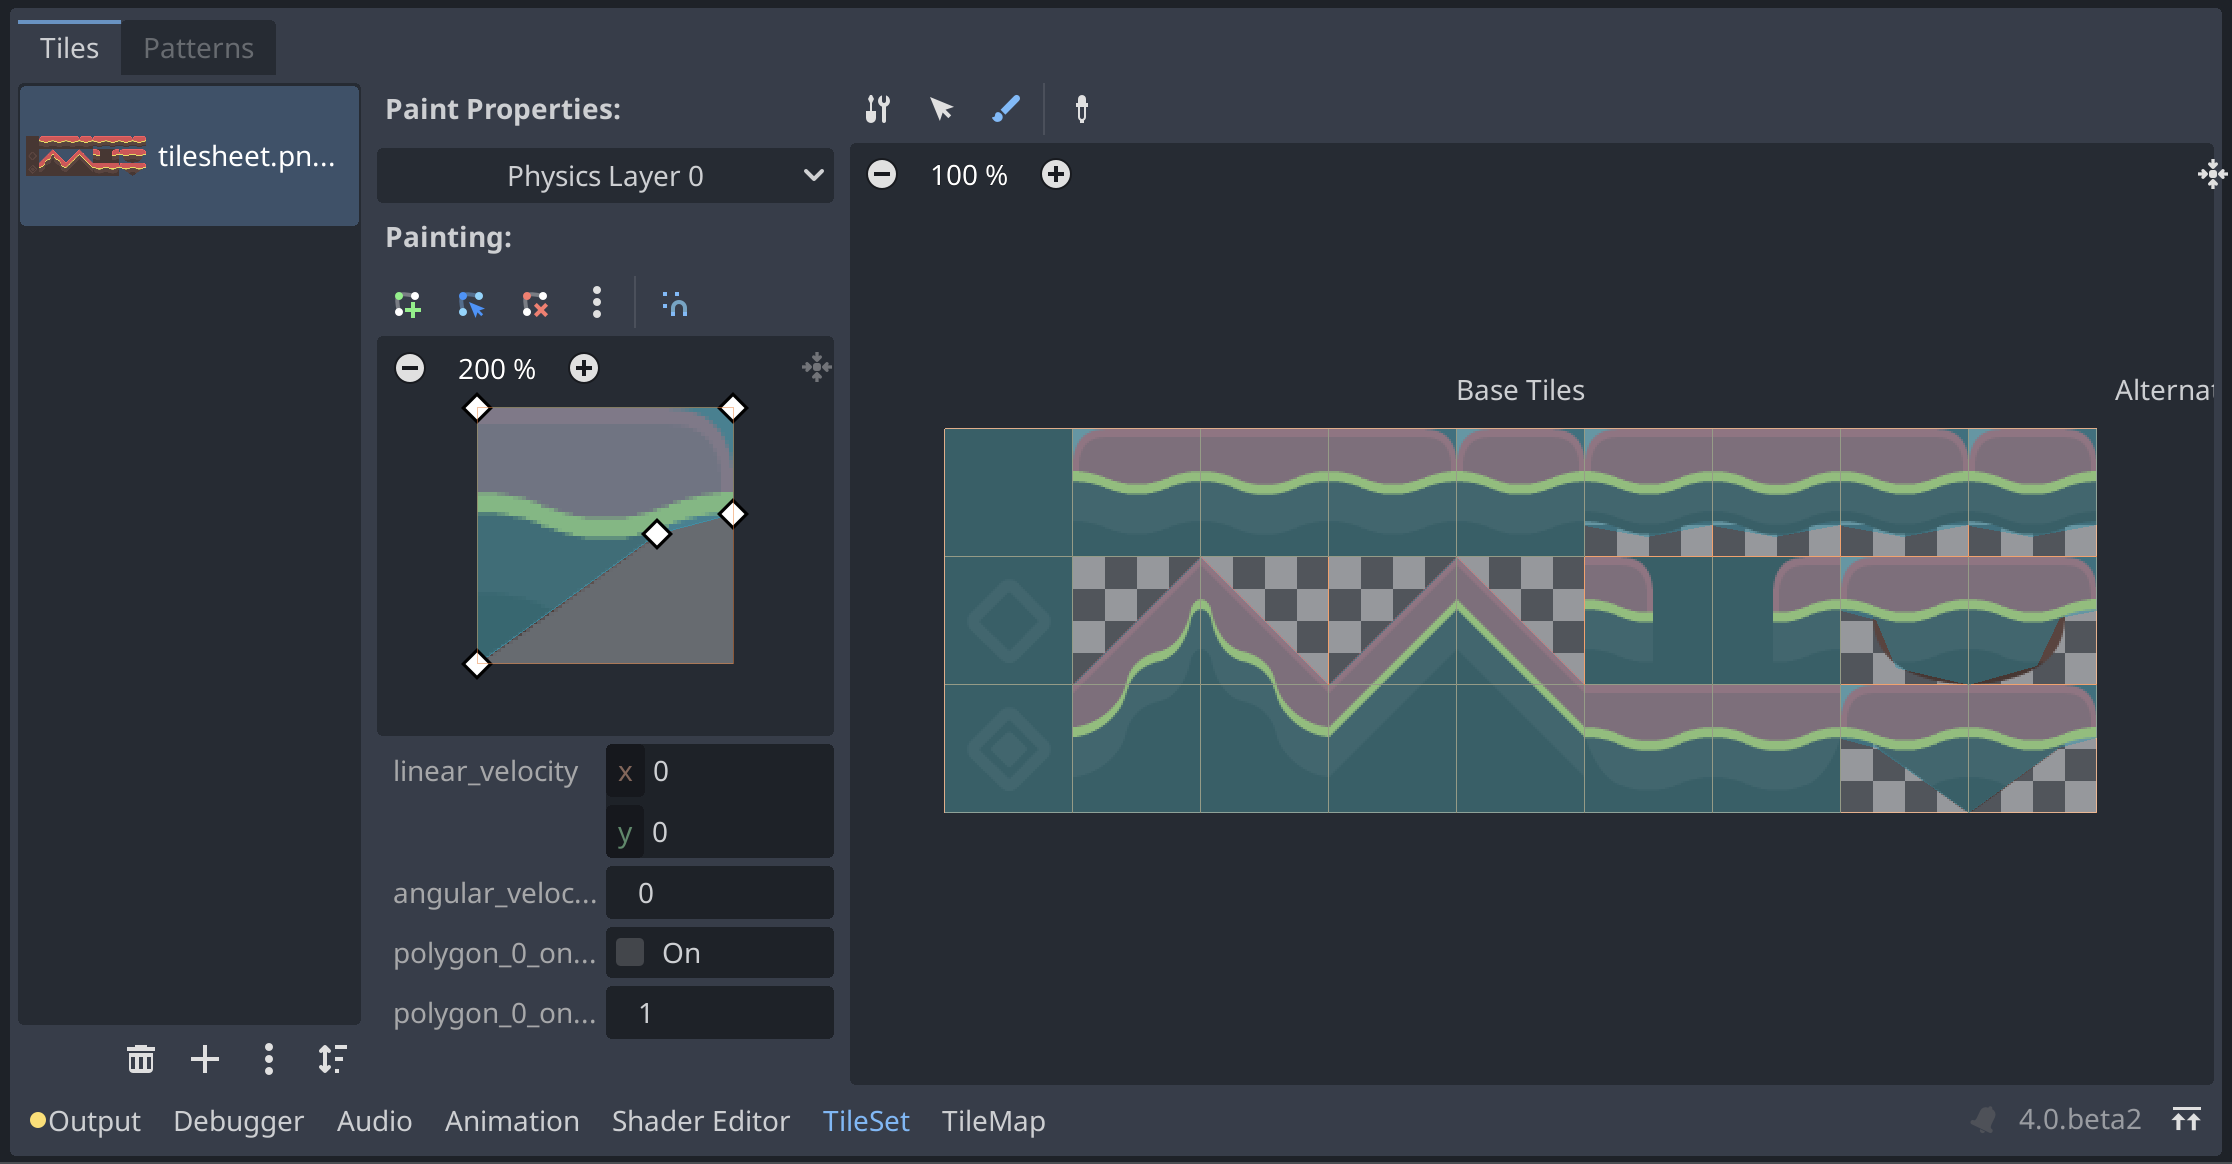 Tiles Patterns
tilesheet.pn...
Paint Properties:
Physics Layer 0
Painting:
200 %
linear_velocity x 0
y 0
angular_veloc... 0
polygon_0_on... On
polygon_0_on... 1
100 %
Base Tiles Alternat
Output Debugger Audio Animation Shader Editor TileSet TileMap 4.0.beta2